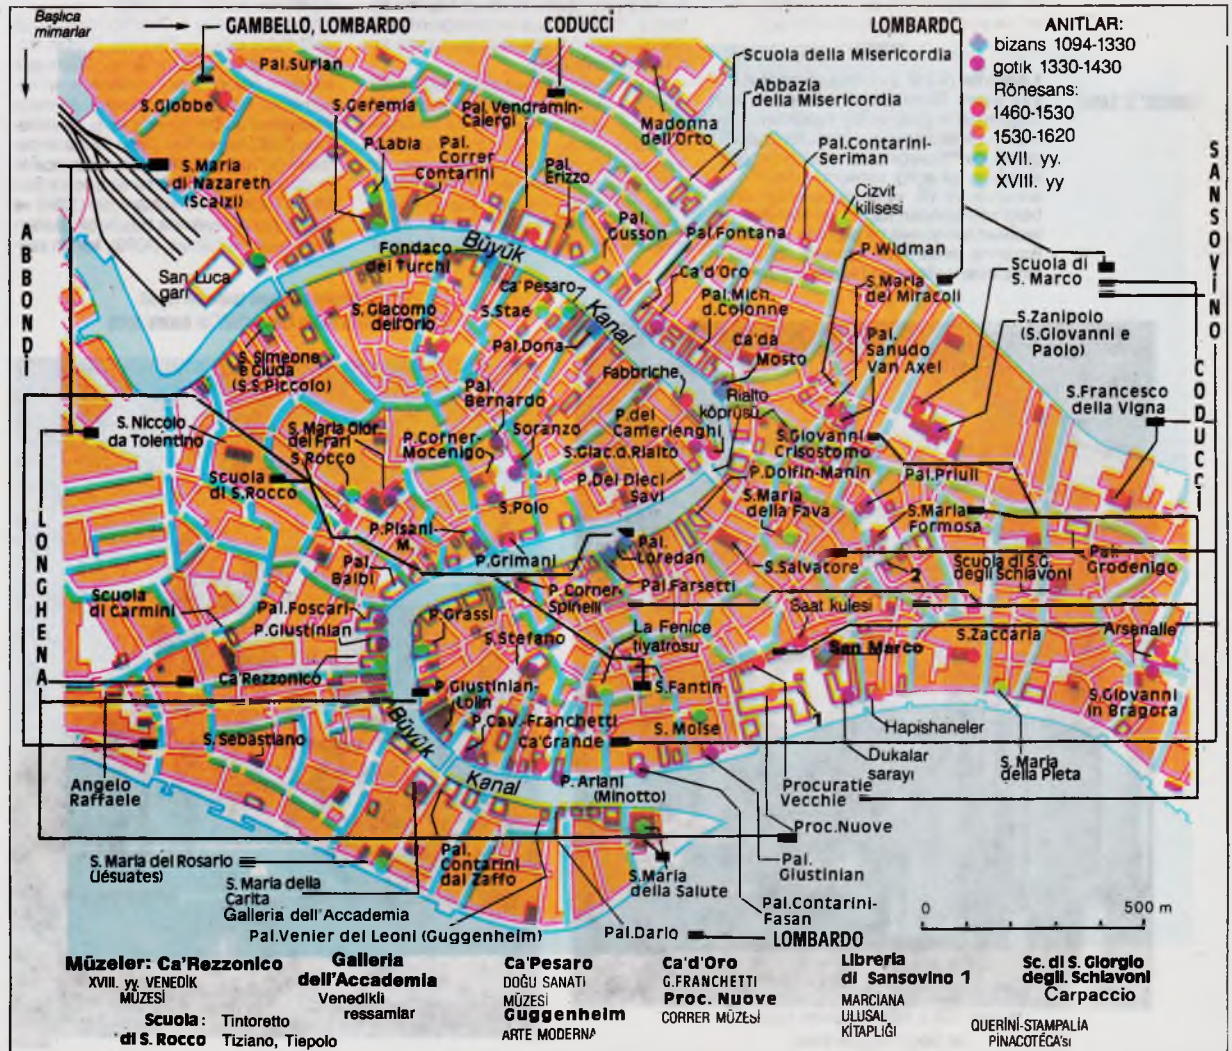 Başlıca
mimarlar
GAMBELLO, LOMBARDO
CODUCCI
LOMBARDO
ANITLAR:
bizans 1094-1330
gotik 1330-1430
Rönesans:
1460-1530
1530-1620
XVII. yy.
XVIII. yy
ABBONDİ
LONGHENA
SANSOVİNO
CODUCCİ
Pal.Surian
S.Giobbe
S.Geremia
Pal. Vendramin-
Calergi
Scuola della Misericordia
Abbazia
della Misericordia
Madonna
dell'Orto
P.Labia
Pal.
Correr
Contarini
Pal.
Erizzo
Pal.Contarini-
Seriman
Cizvit
kilisesi
S.Maria
di Nazareth
(Scalzi)
Pal.
Gusson
Pal.Fontana
P.Widman
Fondaco
dei Turchi
Büyük
Kanal
San Luca
garı
Ca'Pesaro
Ca'd'Oro
S.Maria
dei Miracoli
Scuola di
S. Marco
S.Giacomo
dell'Orio
S.Stae
Pal.Mich.
d.Colonne
S.Zanipolo
(S.Giovanni e
Paolo)
Pal.Dona
Ca'da
Mosto
Pal.
Sanudo
Van Axel
S. Simeone
e Giuda
(S.S.Piccolo)
Fabbriche
Pal.
Bernardo
Rialto
köprüsü
S.Francesco
della Vigna
S. Niccolo
da Tolentino
S. Maria Glor.
dei Frari
S. Rocco
P.Corner-
Mocenigo
Soranzo
P.dei
Camerlenghi
S.Giac.d.Rialto
S.Giovanni
Crisostomo
Scuola
di S.Rocco
P.Dei Dieci
Savi
P.Dolfin-Manin
Pal.Priuli
S.Maria
della Fava
S.Polo
S.Maria
Formosa
P.Pisani
M.
P.Grimani
Pal.
Loredan
Pal.
Balbi
S.Salvatore
2
Scuola di S.G.
degli Schiavoni
Pal.
Grodenigo
Pal.Farsetti
P. Corner-
Spinelli
Scuola
di Carmini
Pal.Foscari
P.Giustinian
P.Grassi
S.Stefano
La Fenice
tiyatrosu
Saat kulesi
San Marco
S.Zaccaria
Arsenalle
Ca'Rezzonico
P.Giustinian-
Lolin
S.Fantin
S.Giovanni
in Bragora
P.Cav.-Franchetti
Ca'Grande
S. Moise
1
Hapishaneler
S. Sebastiano
Büyük
Kanal
Dukalar
sarayı
S. Maria
della Pieta
Angelo
Raffaele
P.Ariani
(Minotto)
Procuratie
Vecchie
Proc.Nuove
S. Maria del Rosario
(Jésuates)
S. Maria della
Carita
Galleria dell'Accademia
Pal.
Contarini
dal Zaffo
S.Maria
della Salute
Pal.
Giustinian
Pal.Contarini-
Fasan
Pal.Venier dei Leoni (Guggenheim)
Pal.Dario
LOMBARDO
0 500 m
Müzeler: Ca'Rezzonico
XVIII. yy. VENEDİK
MÜZESİ
Scuola: Tintoretto
di S. Rocco Tiziano, Tiepolo
Galleria
dell'Accademia
Venedikli
ressamlar
Ca'Pesaro
DOĞU SANATI
MÜZESİ
Guggenheim
ARTE MODERNA
Ca'd'Oro
G.FRANCHETTI
Proc. Nuove
CORRER MÜZESİ
Libreria
di Sansovino 1
MARCIANA
ULUSAL
KİTAPLIĞI
Sc. di S. Giorgio
degli Schiavoni
Carpaccio
QUERİNİ-STAMPALİA
PİNACOTECA'sı